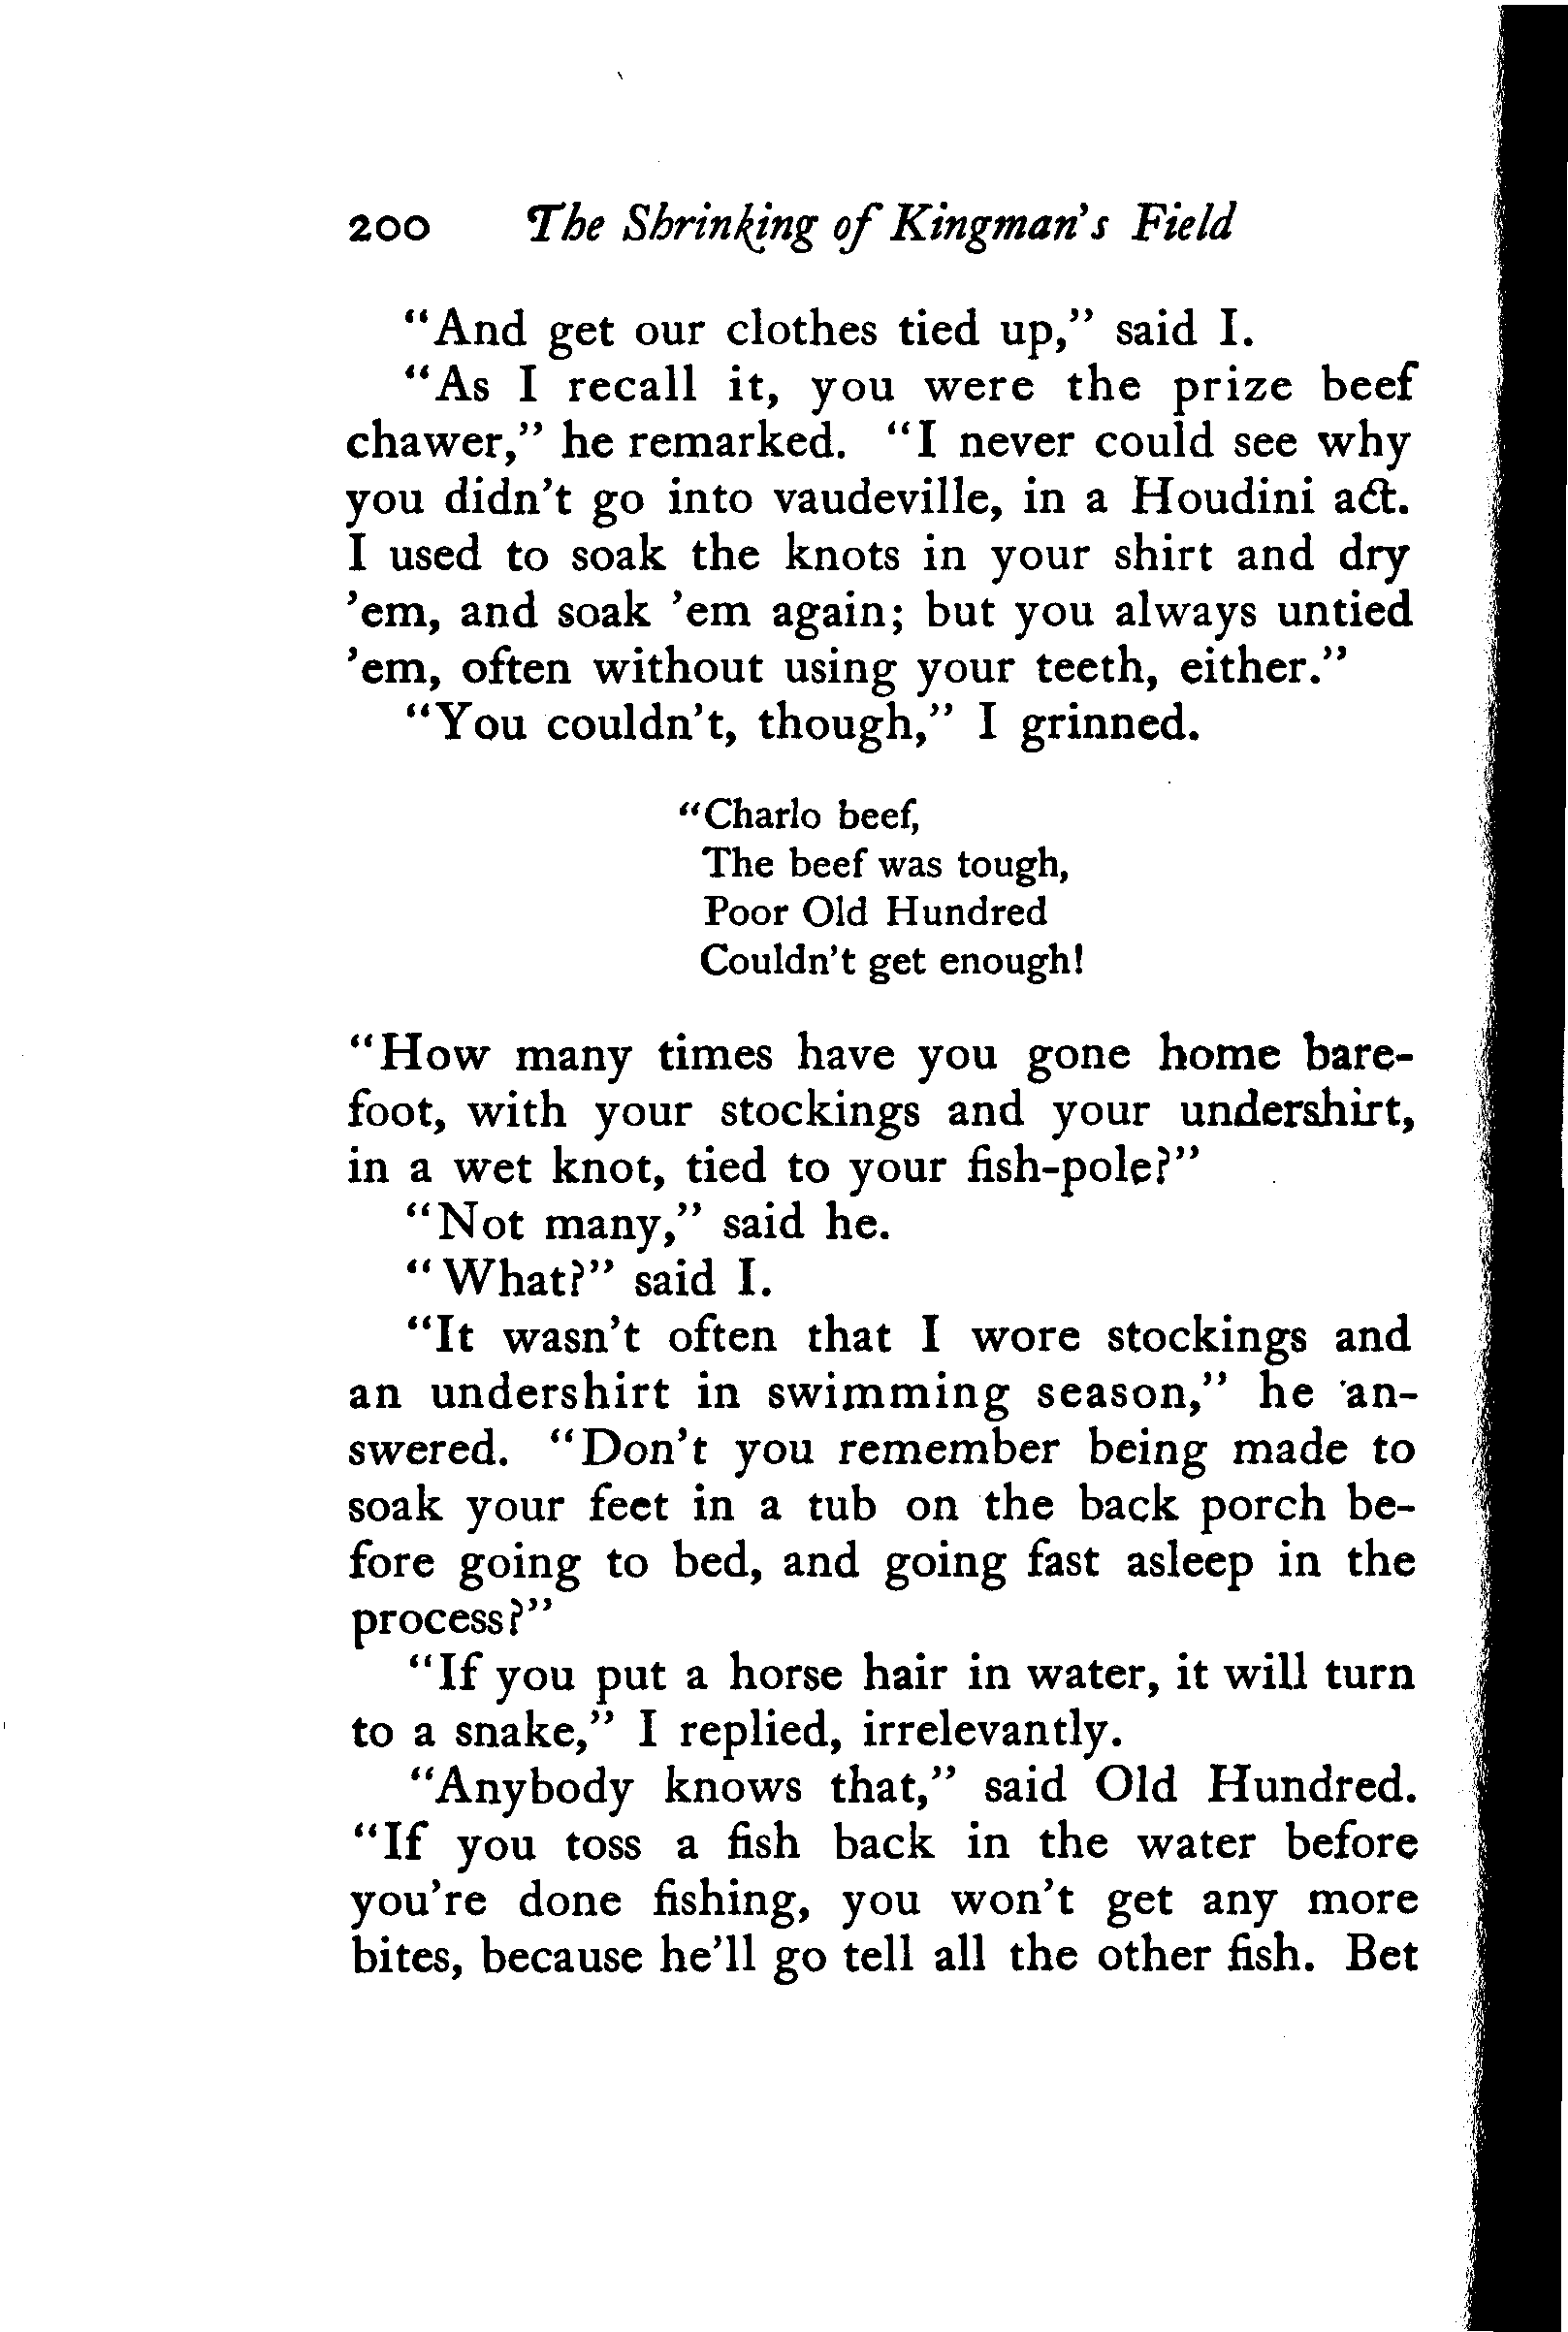 200 The Shrinking of Kingman's Field
"And get our clothes tied up," said I.
"As I recall it, you were the prize beef
chawer," he remarked. "I never could see why
you didn't go into vaudeville, in a Houdini act.
I used to soak the knots in your shirt and dry
'em, and soak 'em again; but you always untied
'em, often without using your teeth, either."
"You couldn't, though," I grinned.
"Charlo beef,
The beef was tough,
Poor Old Hundred
Couldn't get enough!
"How many times have you gone home bare-
foot, with your stockings and your undershirt,
in a wet knot, tied to your fish-pole?"
"Not many," said he.
"What?" said I.
"It wasn't often that I wore stockings and
an undershirt in swimming season," he an-
swered. "Don't you remember being made to
soak your feet in a tub on the back porch be-
fore going to bed, and going fast asleep in the
process?"
"If you put a horse hair in water, it will turn
to a snake," I replied, irrelevantly.
"Anybody knows that," said Old Hundred.
"If you toss a fish back in the water before
you're done fishing, you won't get any more
bites, because he'll go tell all the other fish. Bet